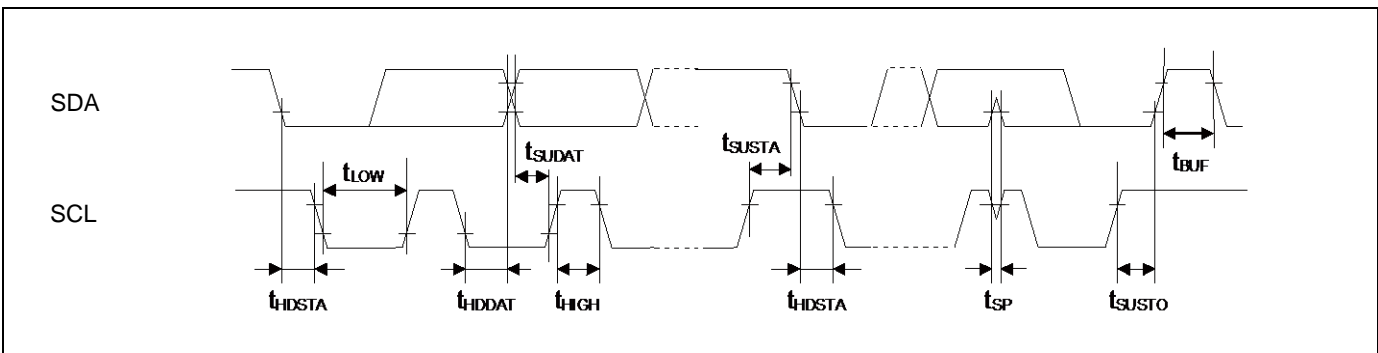 SDA
tSUDAT
tSUSTA
tBUF
tLOW
SCL
tHDSTA
tHDDAT
tHIGH
tHDSTA
tSP
tSUSTO